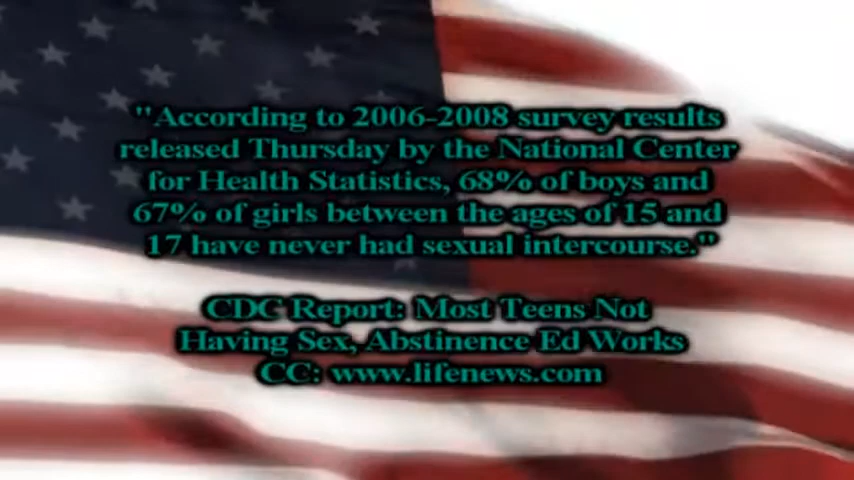 "According to 2006-2008 survey results
released Thursday by the National Center
for Health Statistics, 68% of boys and
67% of girls between the ages of 15 and
17 have never had sexual intercourse."
CDC Report: Most Teens Not
Having Sex, Abstinence Ed Works
CC: www.lifenews.com